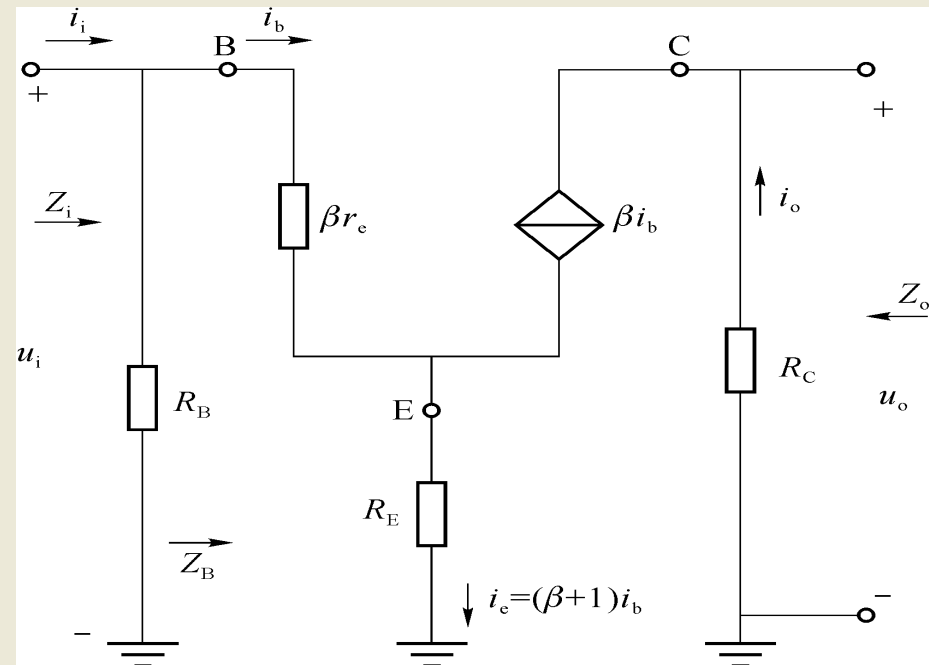 i_i
i_b
B
C
+
+
Z_i
βr_e
βi_b
i_o
Z_o
u_i
R_B
E
R_C
u_o
R_E
Z_B
i_e=(β+1)i_b
−
−